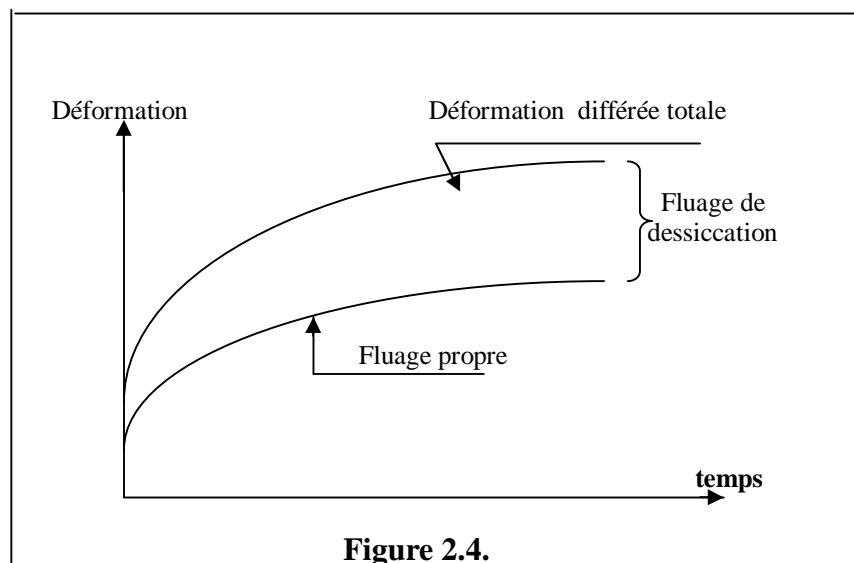 Déformation
Déformation différée totale
Fluage de
dessiccation
Fluage propre
temps
Figure 2.4.